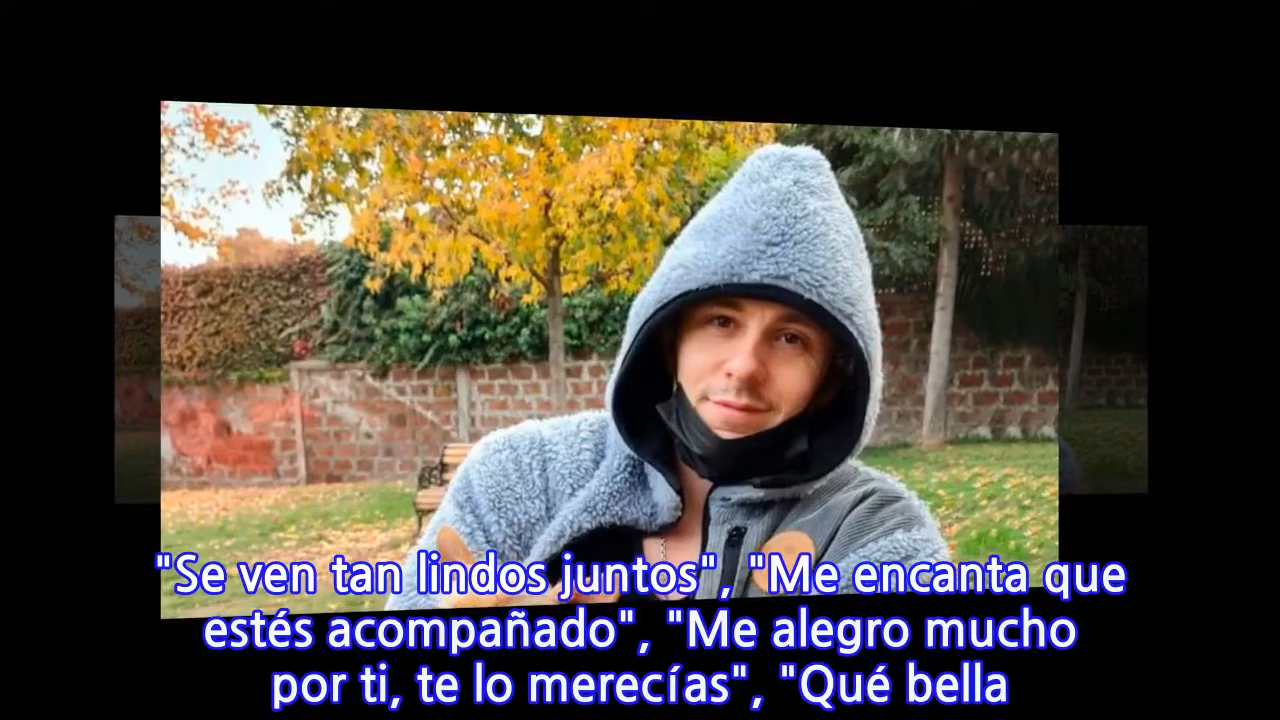 "Se ven tan lindos juntos", "Me encanta que
estés acompañado", "Me alegro mucho
por ti, te lo merecías", "Qué bella